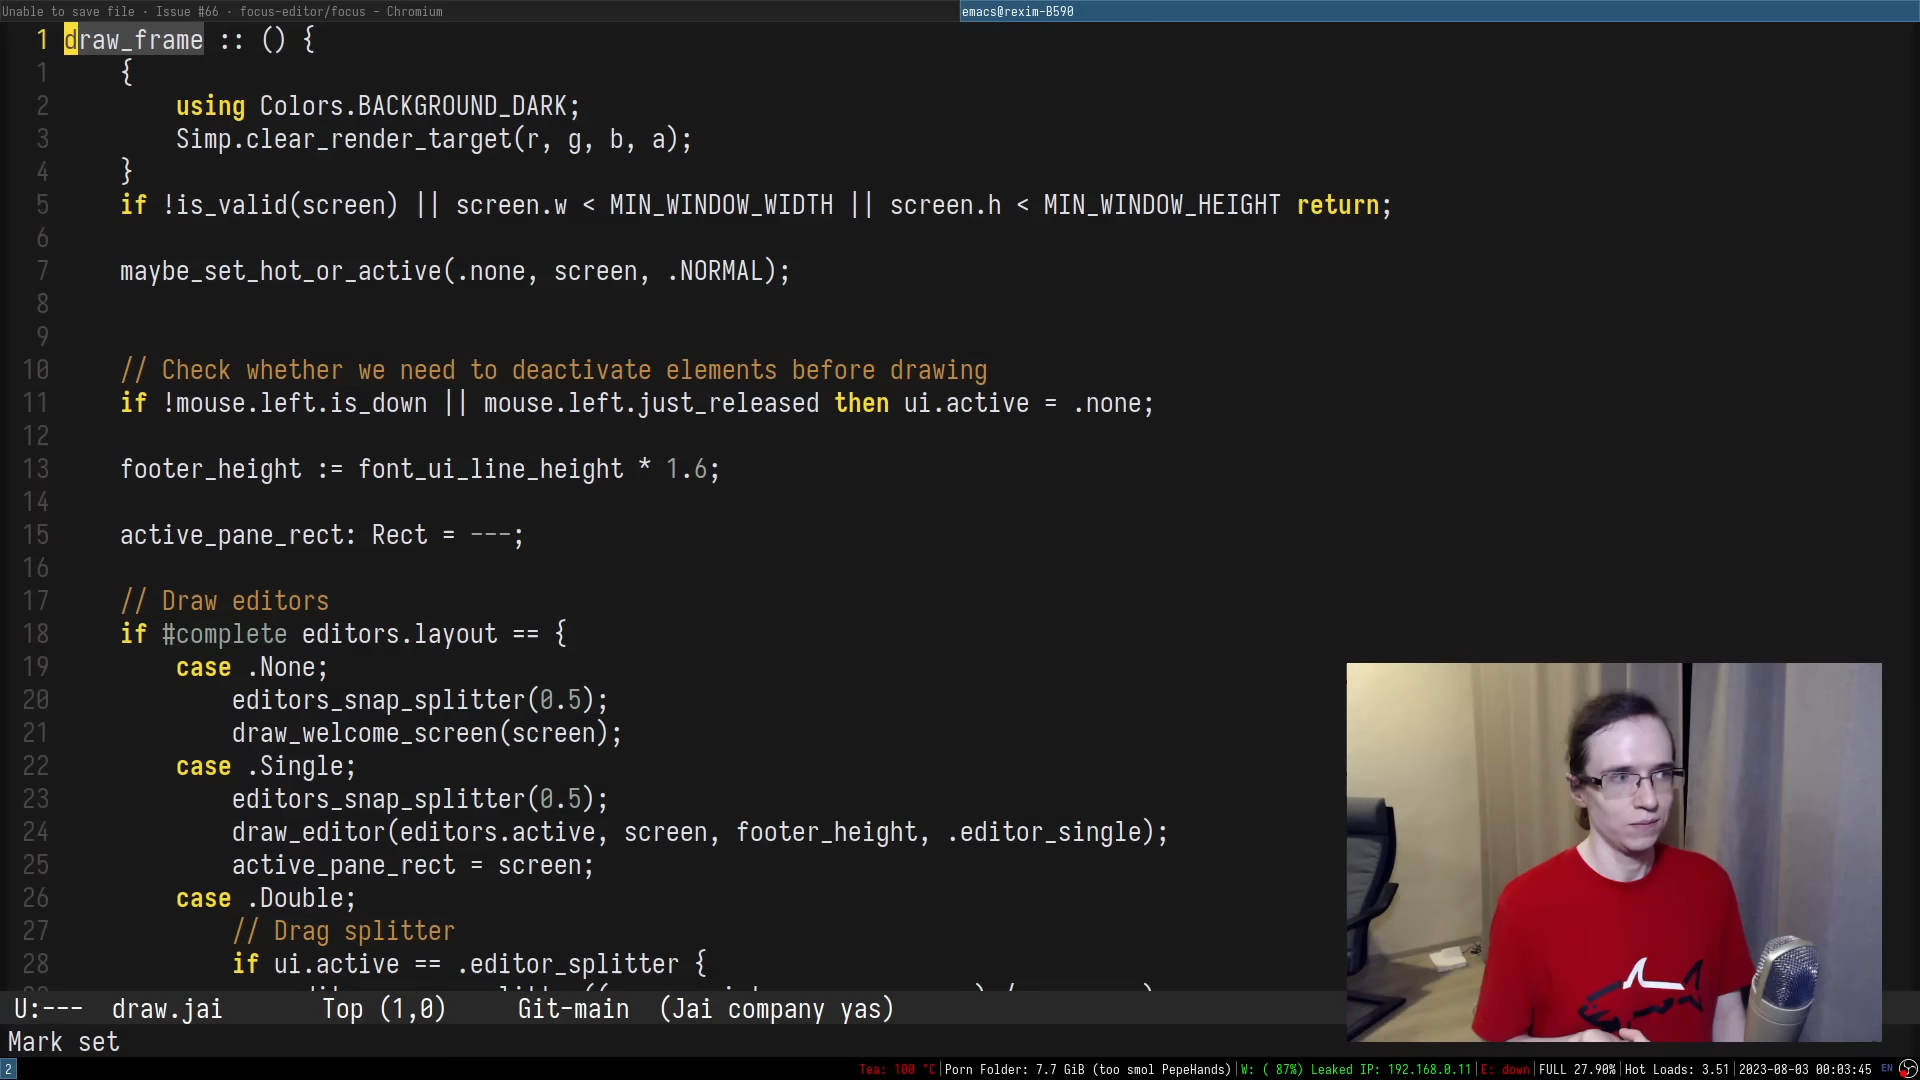 Unable to save file · Issue #66 · focus-editor/focus - Chromium
emacs@rexim-B590
1 draw_frame :: () {
1 {
2 using Colors.BACKGROUND_DARK;
3 Simp.clear_render_target(r, g, b, a);
4 }
5 if !is_valid(screen) || screen.w < MIN_WINDOW_WIDTH || screen.h < MIN_WINDOW_HEIGHT return;
6
7 maybe_set_hot_or_active(.none, screen, .NORMAL);
8
9
10 // Check whether we need to deactivate elements before drawing
11 if !mouse.left.is_down || mouse.left.just_released then ui.active = .none;
12
13 footer_height := font_ui_line_height * 1.6;
14
15 active_pane_rect: Rect = ---;
16
17 // Draw editors
18 if #complete editors.layout == {
19 case .None;
20 editors_snap_splitter(0.5);
21 draw_welcome_screen(screen);
22 case .Single;
23 editors_snap_splitter(0.5);
24 draw_editor(editors.active, screen, footer_height, .editor_single);
25 active_pane_rect = screen;
26 case .Double;
27 // Drag splitter
28 if ui.active == .editor_splitter {
U:--- draw.jai Top (1,0) Git-main (Jai company yas)
Mark set
2 Tea: 100 °C|Porn Folder: 7.7 GiB (too smol PepeHands)|W: ( 87%) Leaked IP: 192.168.0.11|E: down|FULL 27.90%|Hot Loads: 3.51|2023-08-03 00:03:45 EN